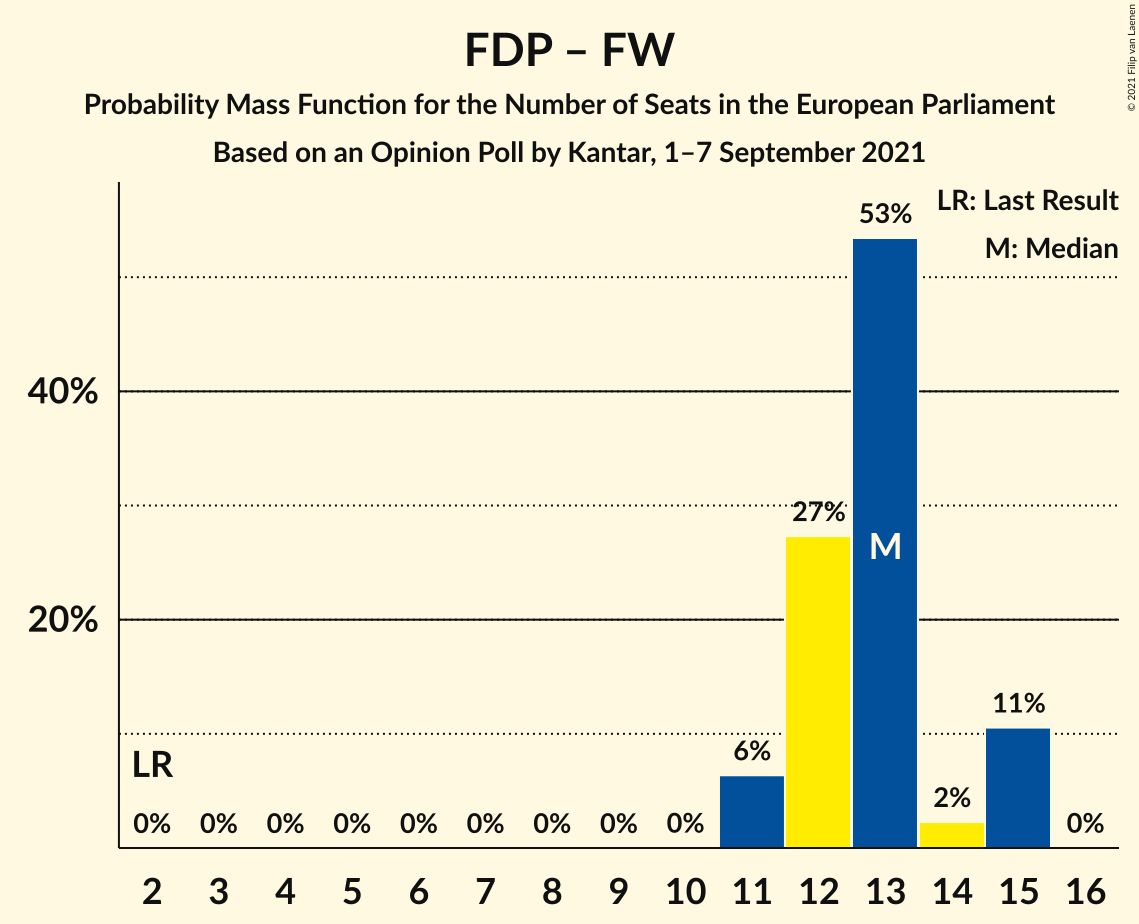 FDP – FW
Probability Mass Function for the Number of Seats in the European Parliament
Based on an Opinion Poll by Kantar, 1–7 September 2021
© 2021 Filip van Laenen
LR: Last Result
M: Median
53%
40%
27%
M
20%
11%
6%
LR
2%
0% 0% 0% 0% 0% 0% 0% 0% 0% 0%
2 3 4 5 6 7 8 9 10 11 12 13 14 15 16